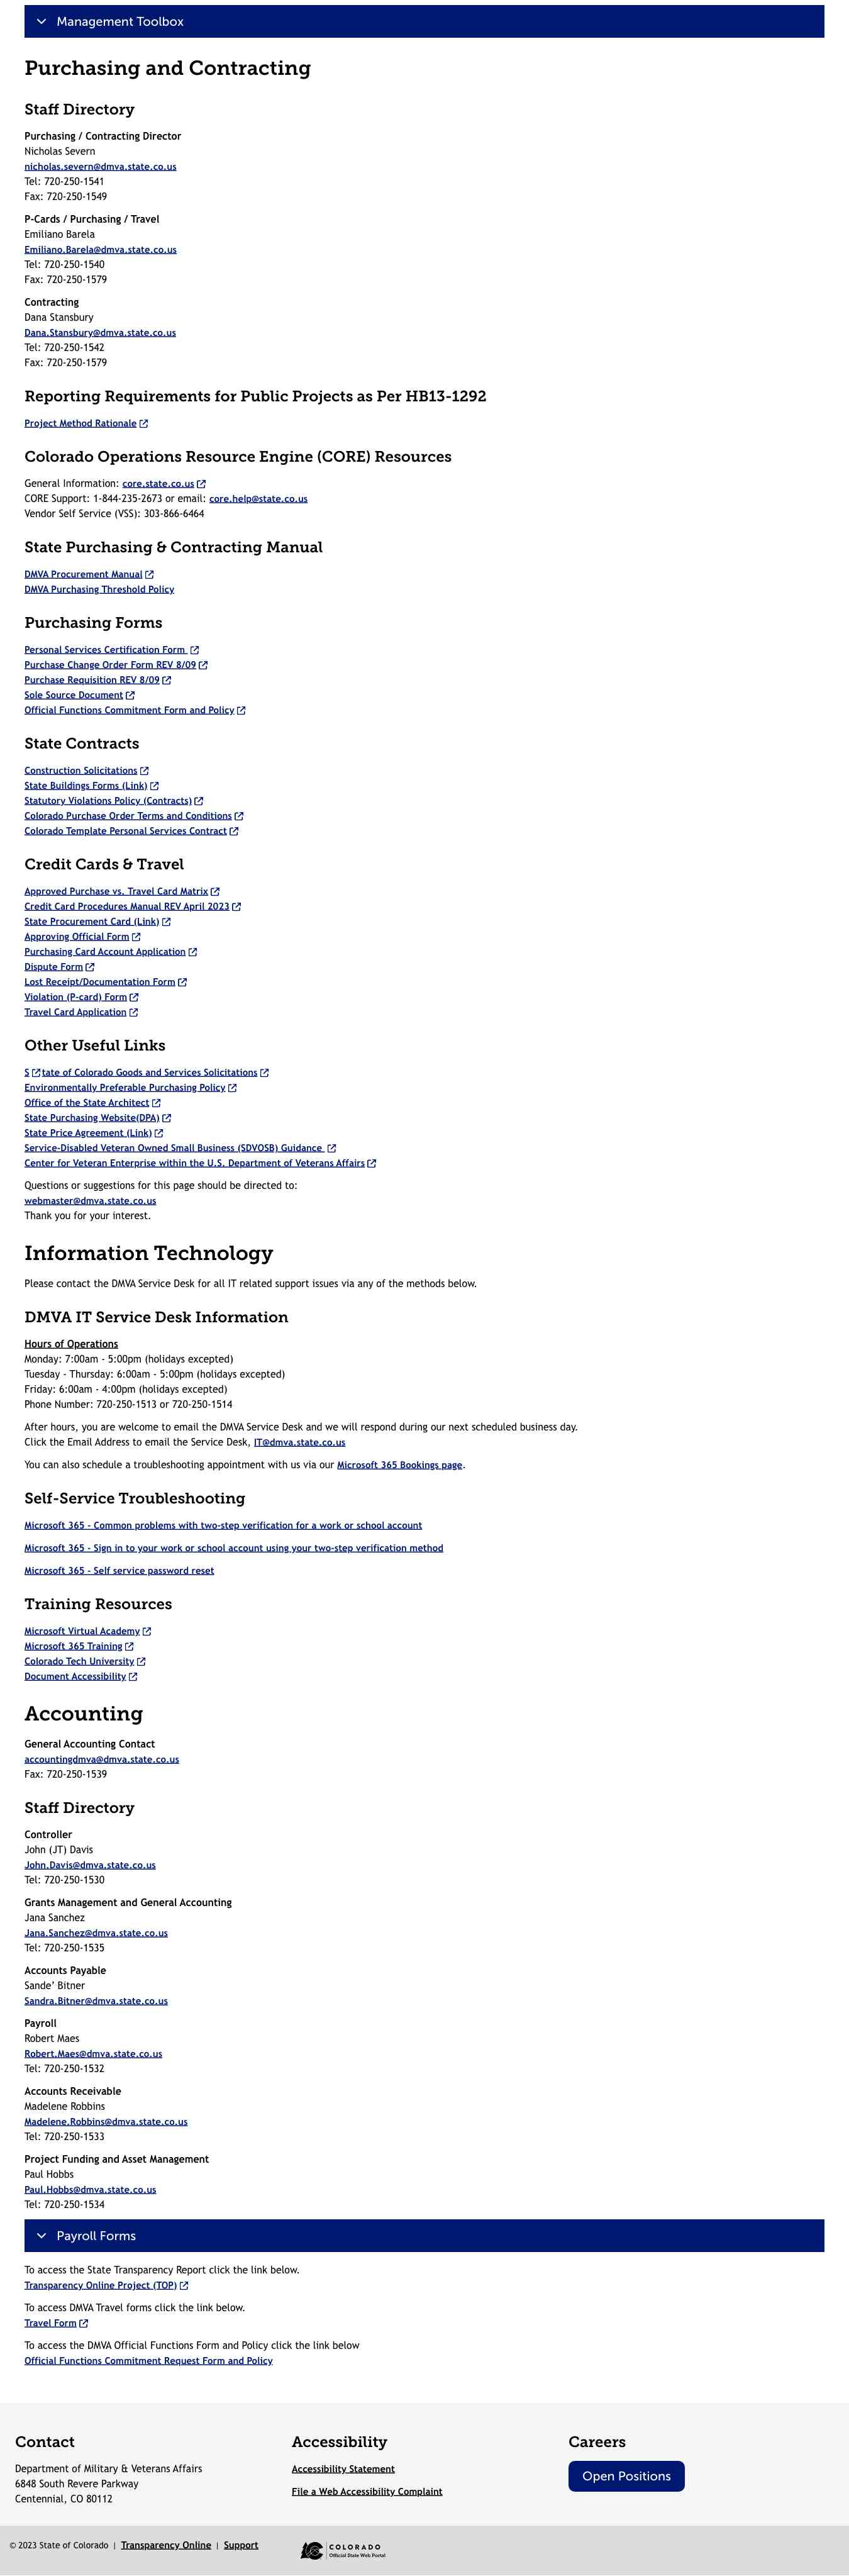 Management Toolbox
Purchasing and Contracting
Staff Directory
Purchasing / Contracting Director
Nicholas Severn
nicholas.severn@dmva.state.co.us
Tel: 720-250-1541
Fax: 720-250-1549
P-Cards / Purchasing / Travel
Emiliano Barela
Emiliano.Barela@dmva.state.co.us
Tel: 720-250-1540
Fax: 720-250-1579
Contracting
Dana Stansbury
Dana.Stansbury@dmva.state.co.us
Tel: 720-250-1542
Fax: 720-250-1579
Reporting Requirements for Public Projects as Per HB13-1292
Project Method Rationale
Colorado Operations Resource Engine (CORE) Resources
General Information: core.state.co.us
CORE Support: 1-844-235-2673 or email: core.help@state.co.us
Vendor Self Service (VSS): 303-866-6464
State Purchasing & Contracting Manual
DMVA Procurement Manual
DMVA Purchasing Threshold Policy
Purchasing Forms
Personal Services Certification Form
Purchase Change Order Form REV 8/09
Purchase Requisition REV 8/09
Sole Source Document
Official Functions Commitment Form and Policy
State Contracts
Construction Solicitations
State Buildings Forms (Link)
Statutory Violations Policy (Contracts)
Colorado Purchase Order Terms and Conditions
Colorado Template Personal Services Contract
Credit Cards & Travel
Approved Purchase vs. Travel Card Matrix
Credit Card Procedures Manual REV April 2023
State Procurement Card (Link)
Approving Official Form
Purchasing Card Account Application
Dispute Form
Lost Receipt/Documentation Form
Violation (P-card) Form
Travel Card Application
Other Useful Links
State of Colorado Goods and Services Solicitations
Environmentally Preferable Purchasing Policy
Office of the State Architect
State Purchasing Website(DPA)
State Price Agreement (Link)
Service-Disabled Veteran Owned Small Business (SDVOSB) Guidance
Center for Veteran Enterprise within the U.S. Department of Veterans Affairs
Questions or suggestions for this page should be directed to:
webmaster@dmva.state.co.us
Thank you for your interest.
Information Technology
Please contact the DMVA Service Desk for all IT related support issues via any of the methods below.
DMVA IT Service Desk Information
Hours of Operations
Monday: 7:00am - 5:00pm (holidays excepted)
Tuesday - Thursday: 6:00am - 5:00pm (holidays excepted)
Friday: 6:00am - 4:00pm (holidays excepted)
Phone Number: 720-250-1513 or 720-250-1514
After hours, you are welcome to email the DMVA Service Desk and we will respond during our next scheduled business day.
Click the Email Address to email the Service Desk, IT@dmva.state.co.us
You can also schedule a troubleshooting appointment with us via our Microsoft 365 Bookings page.
Self-Service Troubleshooting
Microsoft 365 - Common problems with two-step verification for a work or school account
Microsoft 365 - Sign in to your work or school account using your two-step verification method
Microsoft 365 - Self service password reset
Training Resources
Microsoft Virtual Academy
Microsoft 365 Training
Colorado Tech University
Document Accessibility
Accounting
General Accounting Contact
accountingdmva@dmva.state.co.us
Fax: 720-250-1539
Staff Directory
Controller
John (JT) Davis
John.Davis@dmva.state.co.us
Tel: 720-250-1530
Grants Management and General Accounting
Jana Sanchez
Jana.Sanchez@dmva.state.co.us
Tel: 720-250-1535
Accounts Payable
Sande’ Bitner
Sandra.Bitner@dmva.state.co.us
Payroll
Robert Maes
Robert.Maes@dmva.state.co.us
Tel: 720-250-1532
Accounts Receivable
Madelene Robbins
Madelene.Robbins@dmva.state.co.us
Tel: 720-250-1533
Project Funding and Asset Management
Paul Hobbs
Paul.Hobbs@dmva.state.co.us
Tel: 720-250-1534
Payroll Forms
To access the State Transparency Report click the link below.
Transparency Online Project (TOP)
To access DMVA Travel forms click the link below.
Travel Form
To access the DMVA Official Functions Form and Policy click the link below
Official Functions Commitment Request Form and Policy
Contact
Department of Military & Veterans Affairs
6848 South Revere Parkway
Centennial, CO 80112
Accessibility
Accessibility Statement
File a Web Accessibility Complaint
Careers
Open Positions
© 2023 State of Colorado | Transparency Online | Support
COLORADO
Official State Web Portal